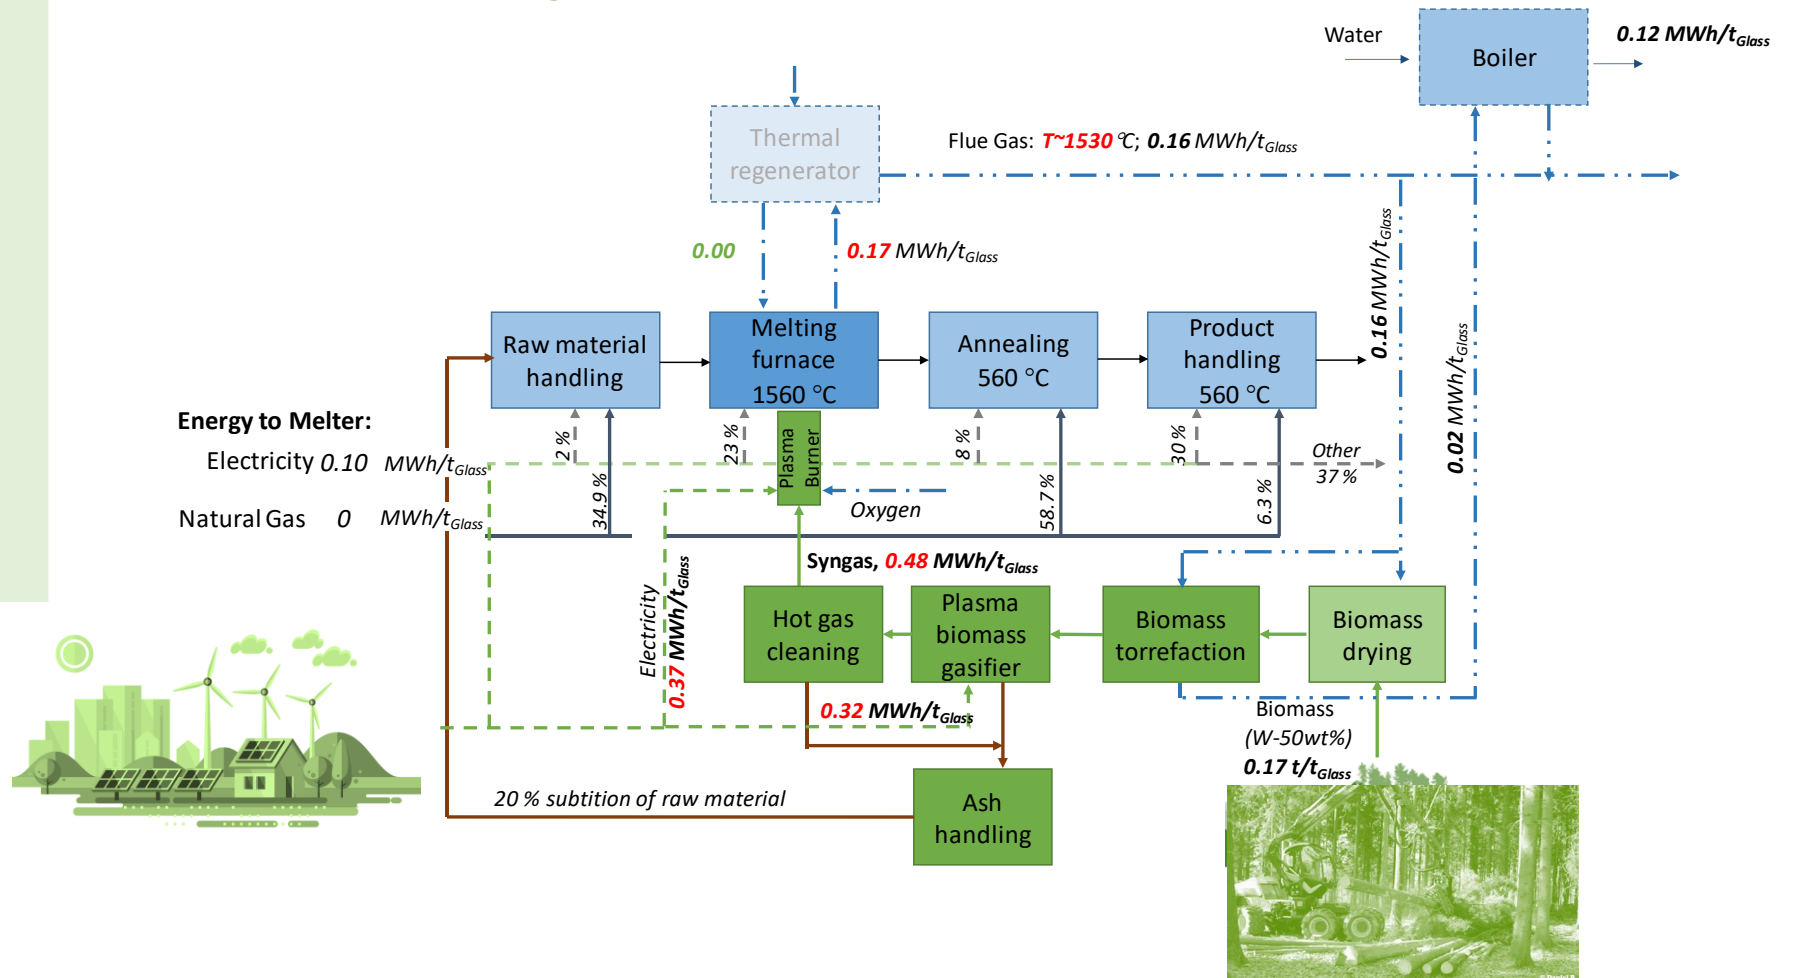 Water
0.12 MWh/tGlass
Boiler
Thermal
regenerator
Flue Gas: T~1530 °C; 0.16 MWh/tGlass
0.00
0.17 MWh/tGlass
0.16 MWh/tGlass
0.02 MWh/tGlass
Raw material
handling
Melting
furnace
1560 °C
Annealing
560 °C
Product
handling
560 °C
Energy to Melter:
Electricity 0.10 MWh/tGlass
Natural Gas 0 MWh/tGlass
2 %
34.9 %
23 %
Plasma
Burner
8 %
58.7 %
30 %
6.3 %
Other
37 %
Oxygen
Syngas, 0.48 MWh/tGlass
Electricity
0.37 MWh/tGlass
Hot gas
cleaning
Plasma
biomass
gasifier
Biomass
torrefaction
Biomass
drying
0.32 MWh/tGlass
Biomass
(W-50wt%)
0.17 t/tGlass
20 % subtition of raw material
Ash
handling